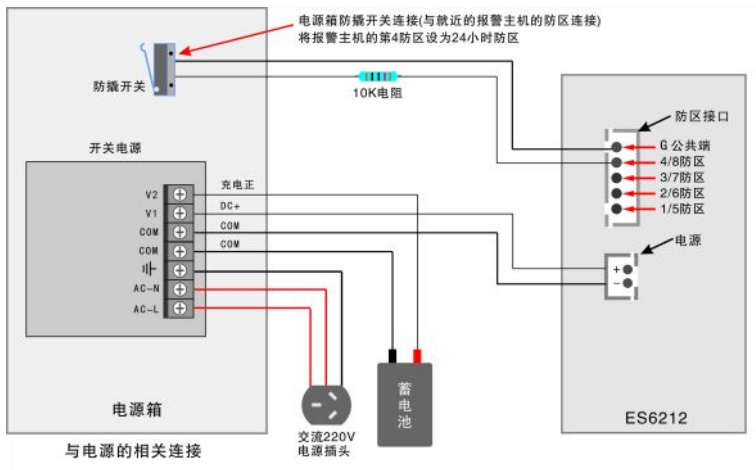 电源箱防撬开关连接(与就近的报警主机的防区连接)
将报警主机的第4防区设为24小时防区
防撬开关
10K电阻
防区接口
开关电源
G 公共端
4/8防区
3/7防区
2/6防区
1/5防区
充电正
V2
DC+
V1
COM
COM
COM
COM
电源
+
-
AC-N
AC-L
蓄电池
电源箱
ES6212
交流220V
电源插头
与电源的相关连接